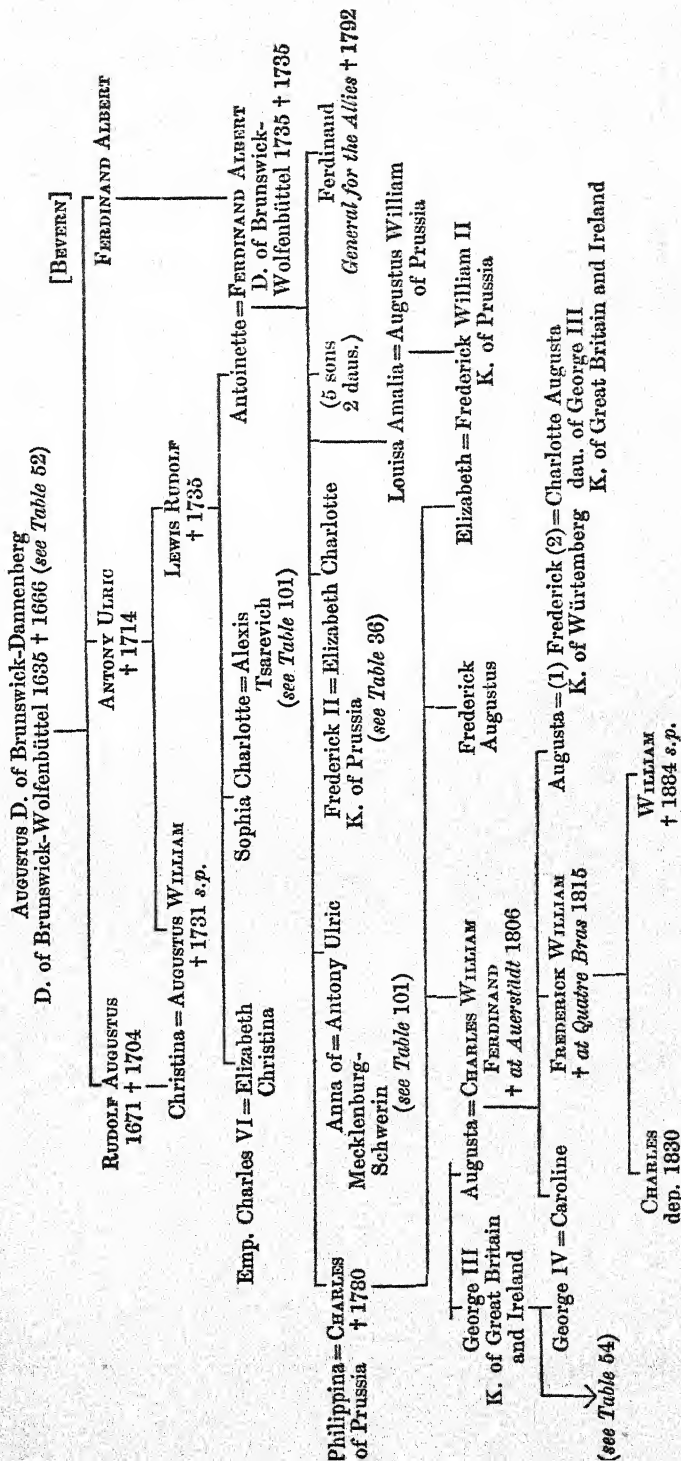 AUGUSTUS D. of Brunswick-Dannenberg
D. of Brunswick-Wolfenbüttel 1635 † 1666 (see Table 52)
[BEVERN]
RUDOLF AUGUSTUS
1671 † 1704
ANTONY ULRIC
† 1714
FERDINAND ALBERT
Christina = AUGUSTUS WILLIAM
† 1731 s.p.
LEWIS RUDOLF
† 1735
Emp. Charles VI = Elizabeth
Christina
Sophia Charlotte = Alexis
Tsarevich
(see Table 101)
Antoinette = FERDINAND ALBERT
D. of Brunswick-
Wolfenbüttel 1735 † 1735
Philippina = CHARLES
of Prussia † 1780
Anna of = Antony Ulric
Mecklenburg-
Schwerin
(see Table 101)
Frederick II = Elizabeth Charlotte
K. of Prussia
(see Table 36)
(5 sons
2 daus.)
Ferdinand
General for the Allies † 1792
Louisa Amalia = Augustus William
of Prussia
George III
K. of Great Britain
and Ireland
Augusta = CHARLES WILLIAM
FERDINAND
† at Auerstädt 1806
Frederick
Augustus
Elizabeth = Frederick William II
K. of Prussia
(see Table 54)
George IV = Caroline
FREDERICK WILLIAM
† at Quatre Bras 1815
Augusta = (1) Frederick (2) = Charlotte Augusta
K. of Würtemberg dau. of George III
K. of Great Britain and Ireland
CHARLES
dep. 1830
WILLIAM
† 1884 s.p.